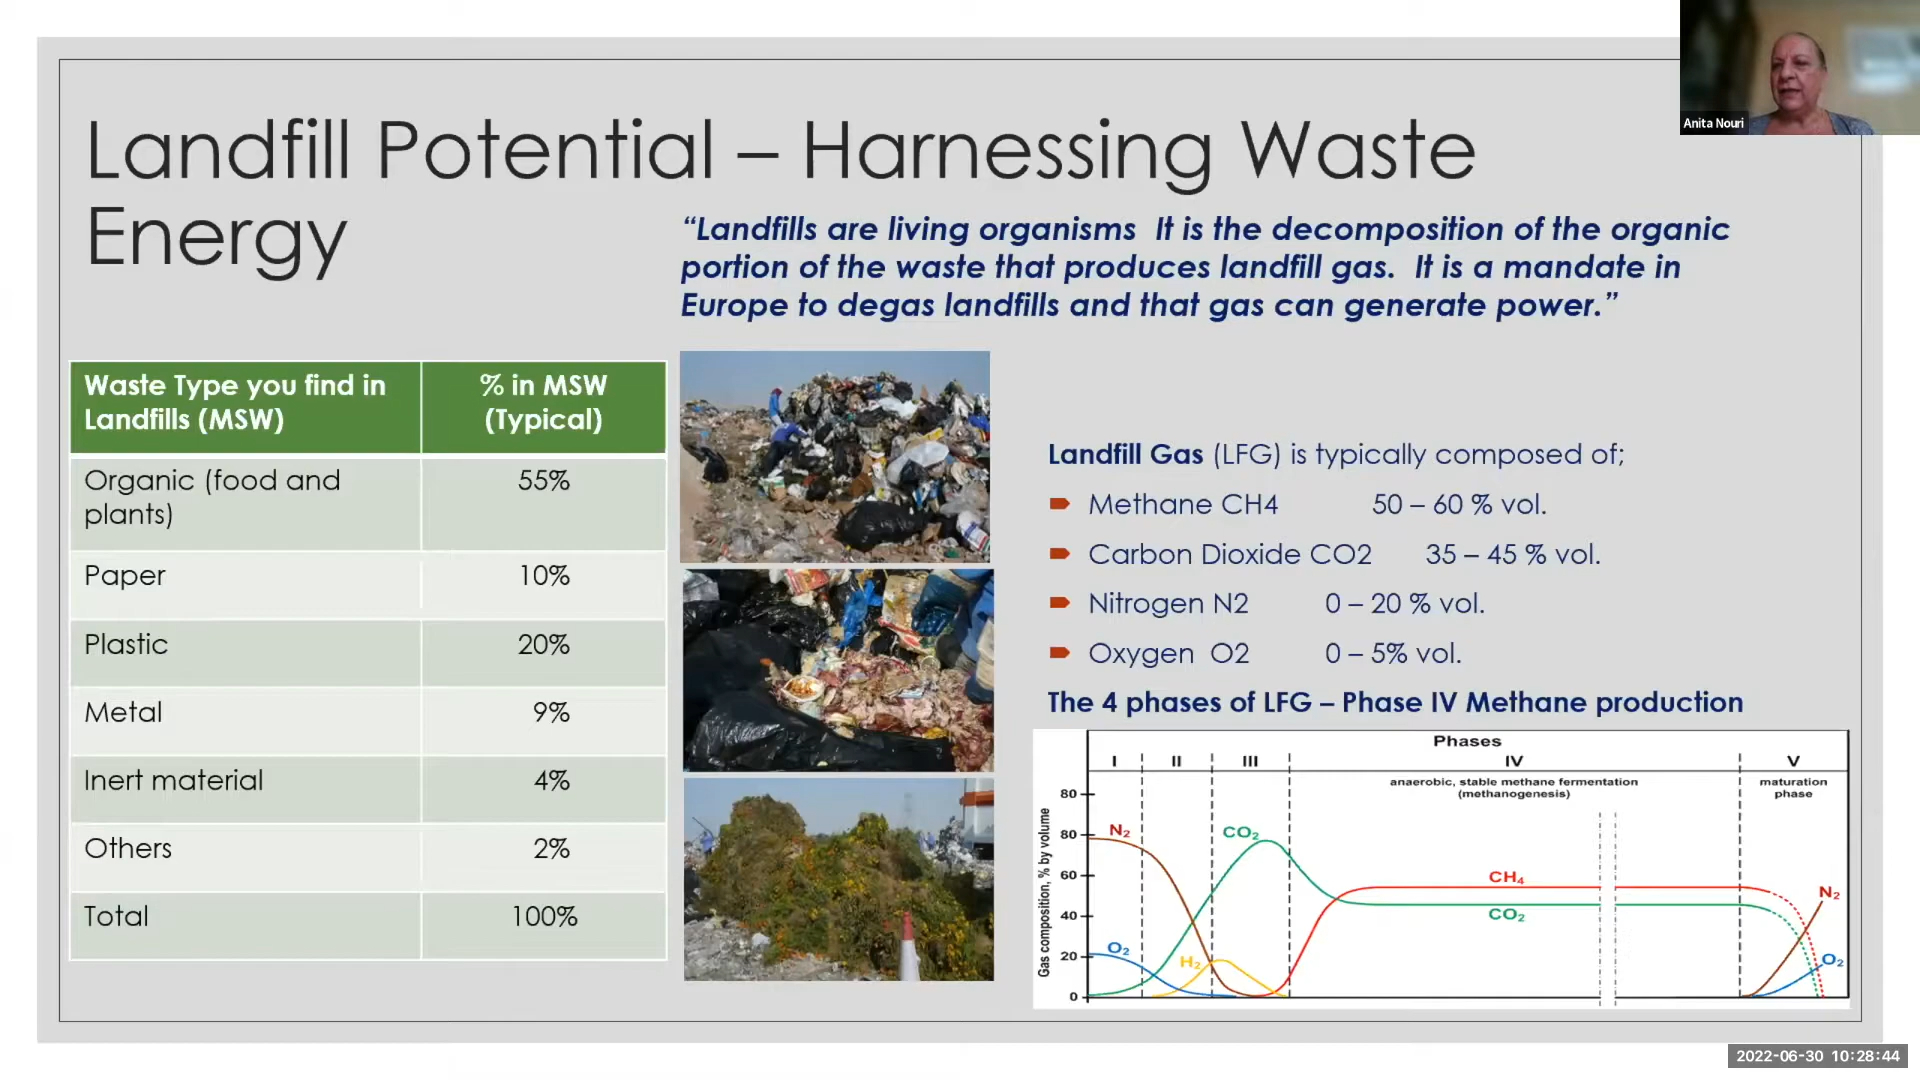 Anita Nouri
Landfill Potential – Harnessing Waste
Energy
“Landfills are living organisms  It is the decomposition of the organic
portion of the waste that produces landfill gas.  It is a mandate in
Europe to degas landfills and that gas can generate power.”
Waste Type you find in
Landfills (MSW)
% in MSW
(Typical)
Organic (food and
plants)
55%
Paper 10%
Plastic 20%
Metal 9%
Inert material 4%
Others 2%
Total 100%
Landfill Gas (LFG) is typically composed of;
Methane CH4 50 – 60 % vol.
Carbon Dioxide CO2 35 – 45 % vol.
Nitrogen N2 0 – 20 % vol.
Oxygen  O2 0 – 5% vol.
The 4 phases of LFG – Phase IV Methane production
Phases
I II III IV V
anaerobic, stable methane fermentation
(methanogenesis)
maturation
phase
Gas composition, % by volume
80
80
60
40
20
0
N₂
O₂
H₂
CO₂
CH₄
CO₂
N₂
O₂
2022-06-30 10:28:44